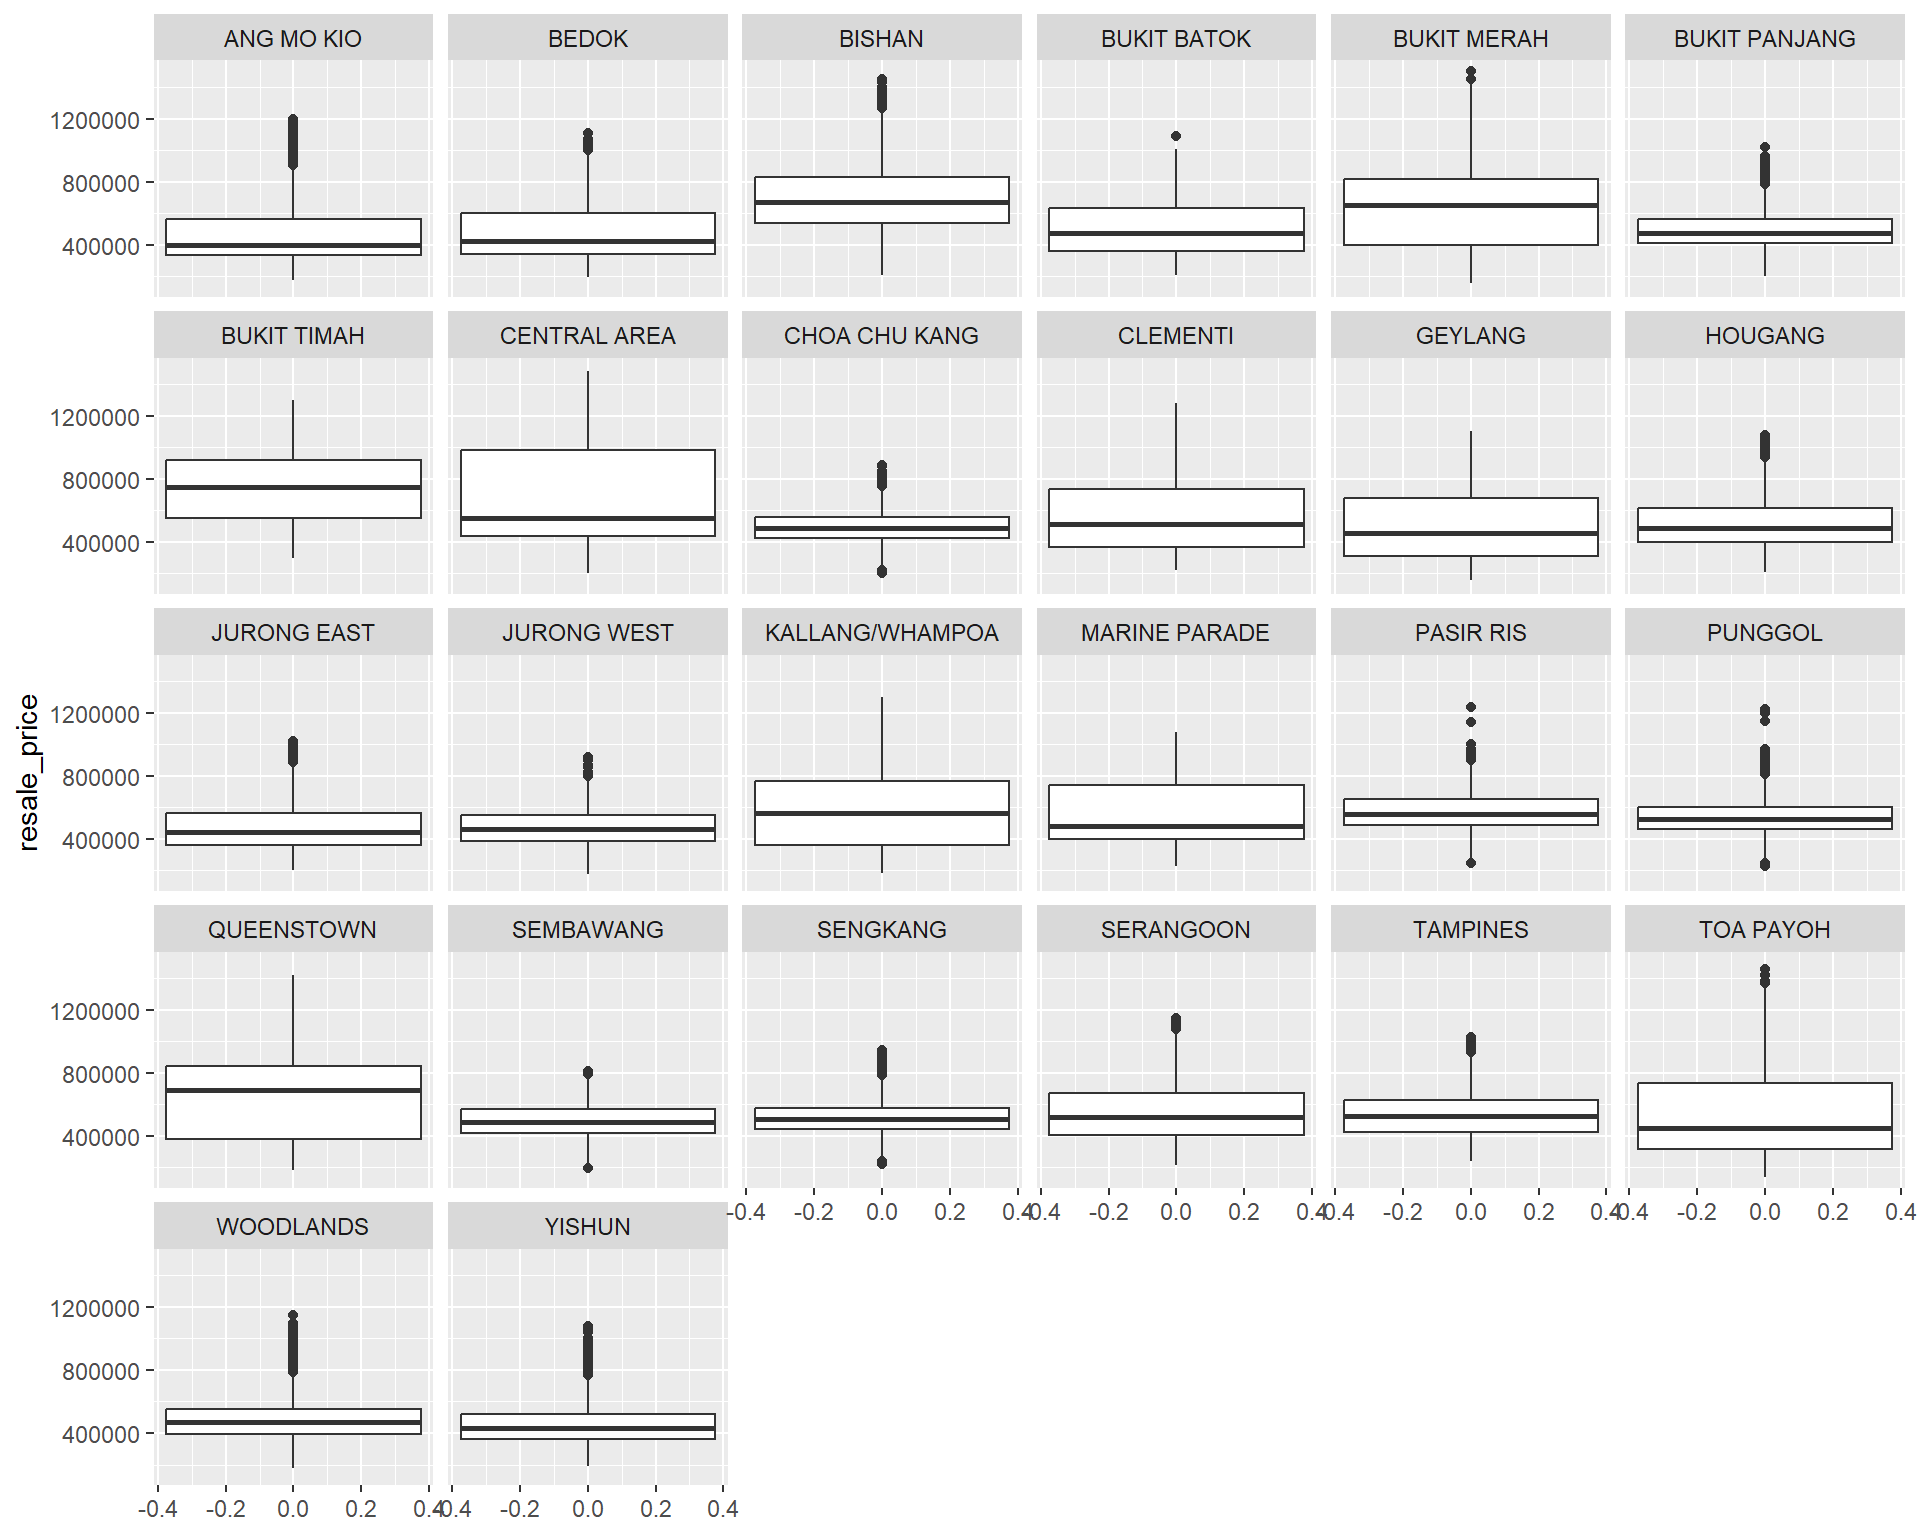 ANG MO KIO BEDOK BISHAN BUKIT BATOK BUKIT MERAH BUKIT PANJANG
1200000
800000
400000
BUKIT TIMAH CENTRAL AREA CHOA CHU KANG CLEMENTI GEYLANG HOUGANG
1200000
800000
400000
JURONG EAST JURONG WEST KALLANG/WHAMPOA MARINE PARADE PASIR RIS PUNGGOL
1200000
800000
400000
resale_price
QUEENSTOWN SEMBAWANG SENGKANG SERANGOON TAMPINES TOA PAYOH
1200000
800000
400000
-0.4 -0.2 0.0 0.2 0.4 -0.4 -0.2 0.0 0.2 0.4 -0.4 -0.2 0.0 0.2 0.4 -0.4 -0.2 0.0 0.2 0.4
WOODLANDS YISHUN
1200000
800000
400000
-0.4 -0.2 0.0 0.2 0.4 -0.4 -0.2 0.0 0.2 0.4